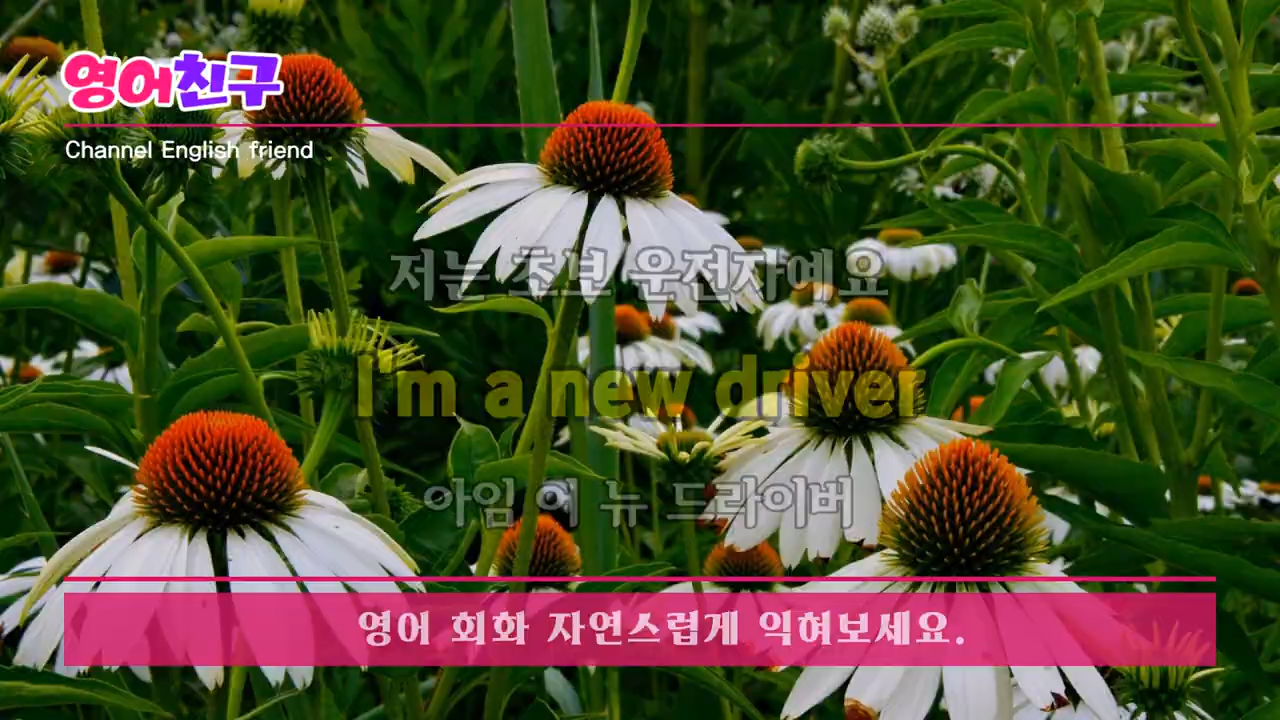 영어친구
Channel English friend
저는 초보 운전자예요
I'm a new driver
아임 어 뉴 드라이버
영어 회화 자연스럽게 익혀보세요.